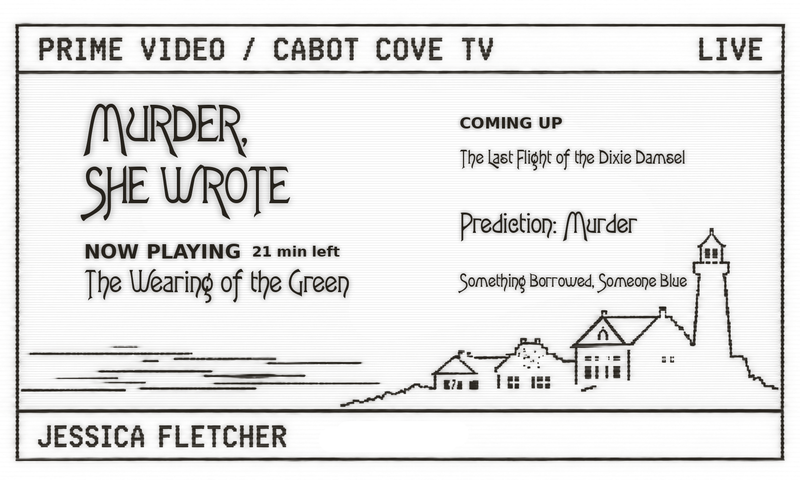 PRIME VIDEO / CABOT COVE TV
LIVE
MURDER,
SHE WROTE
NOW PLAYING 21 min left
The Wearing of the Green
COMING UP
The Last Flight of the Dixie Damsel
Prediction: Murder
Something Borrowed, Someone Blue
JESSICA FLETCHER